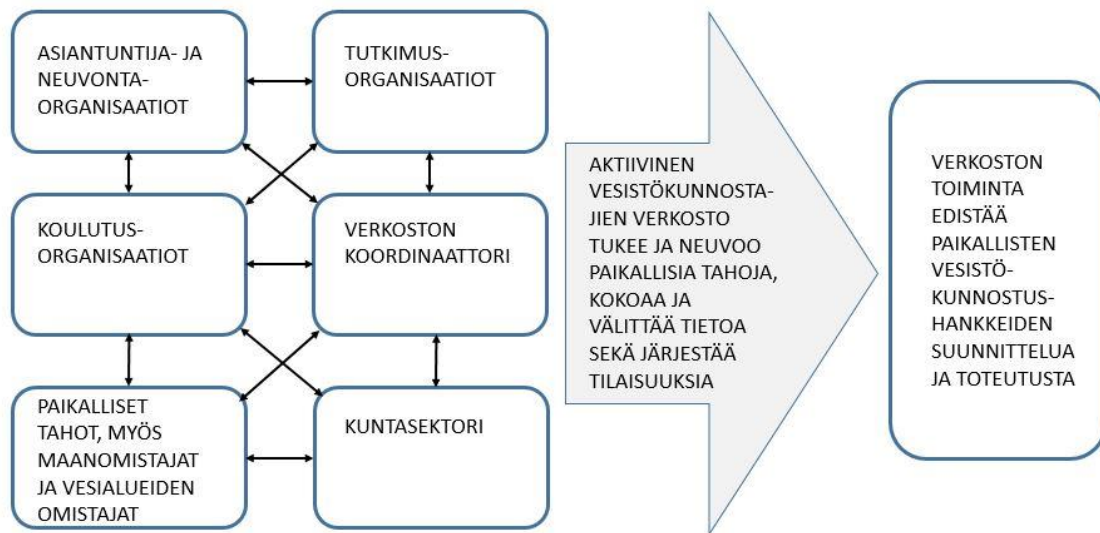 ASIANTUNTIJA- JA
NEUVONTA-
ORGANISAATIOT
TUTKIMUS-
ORGANISAATIOT
KOULUTUS-
ORGANISAATIOT
VERKOSTON
KOORDINAATTORI
PAIKALLISET
TAHOT, MYÖS
MAANOMISTAJAT
JA VESIALUEIDEN
OMISTAJAT
KUNTASEKTORI
AKTIIVINEN
VESISTÖKUNNOSTA-
JIEN VERKOSTO
TUKEE JA NEUVOO
PAIKALLISIA TAHOJA,
KOKOAA JA
VÄLITTÄÄ TIETOA
SEKÄ JÄRJESTÄÄ
TILAISUUKSIA
VERKOSTON
TOIMINTA
EDISTÄÄ
PAIKALLISTEN
VESISTÖ-
KUNNOSTUS-
HANKKEIDEN
SUUNNITTELUA
JA TOTEUTUSTA